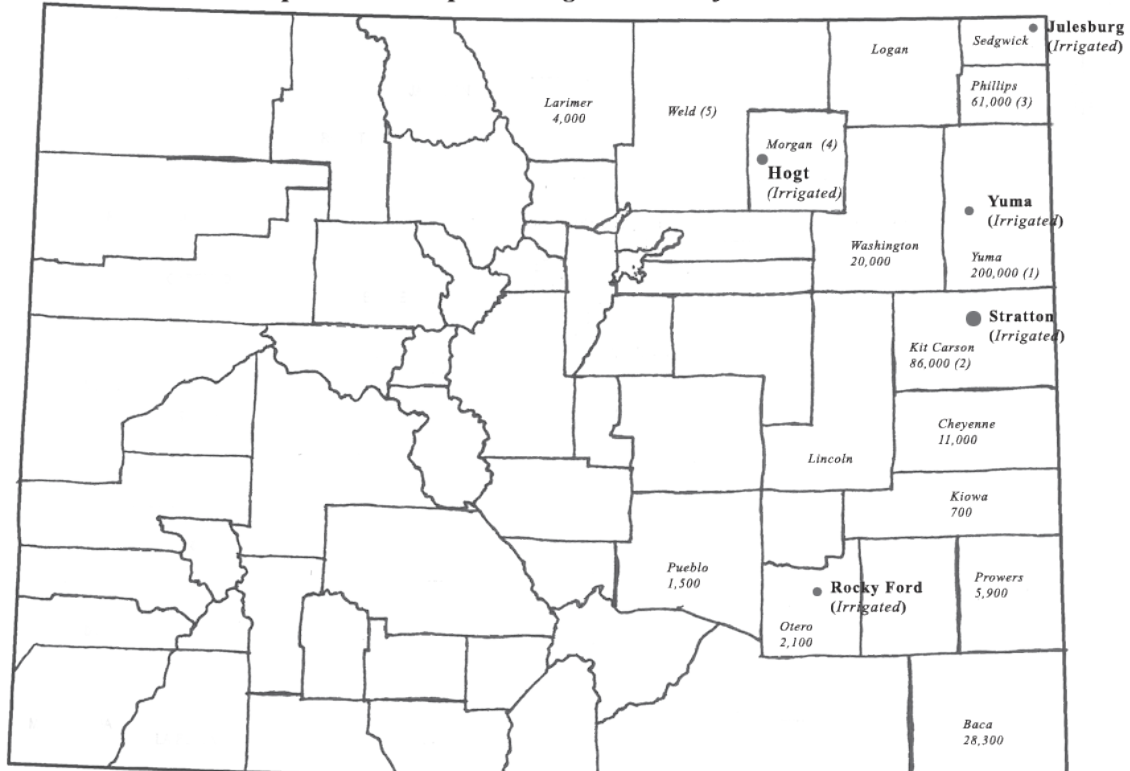 Julesburg
(Irrigated)
Sedgwick
Logan
Phillips
61,000 (3)
Larimer
4,000
Weld (5)
Morgan (4)
Hogt
(Irrigated)
Yuma
(Irrigated)
Washington
20,000
Yuma
200,000 (1)
Stratton
(Irrigated)
Kit Carson
86,000 (2)
Cheyenne
11,000
Lincoln
Kiowa
700
Pueblo
1,500
Rocky Ford
(Irrigated)
Prowers
5,900
Otero
2,100
Baca
28,300